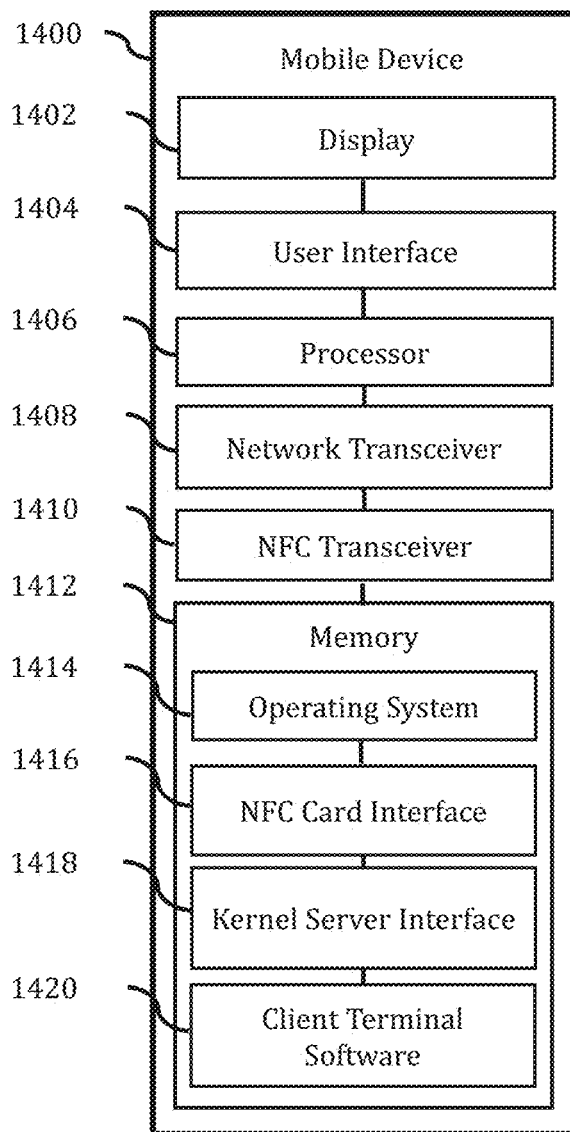 1400
Mobile Device
1402
Display
1404
User Interface
1406
Processor
1408
Network Transceiver
1410
NFC Transceiver
1412
Memory
1414
Operating System
1416
NFC Card Interface
1418
Kernel Server Interface
1420
Client Terminal
Software